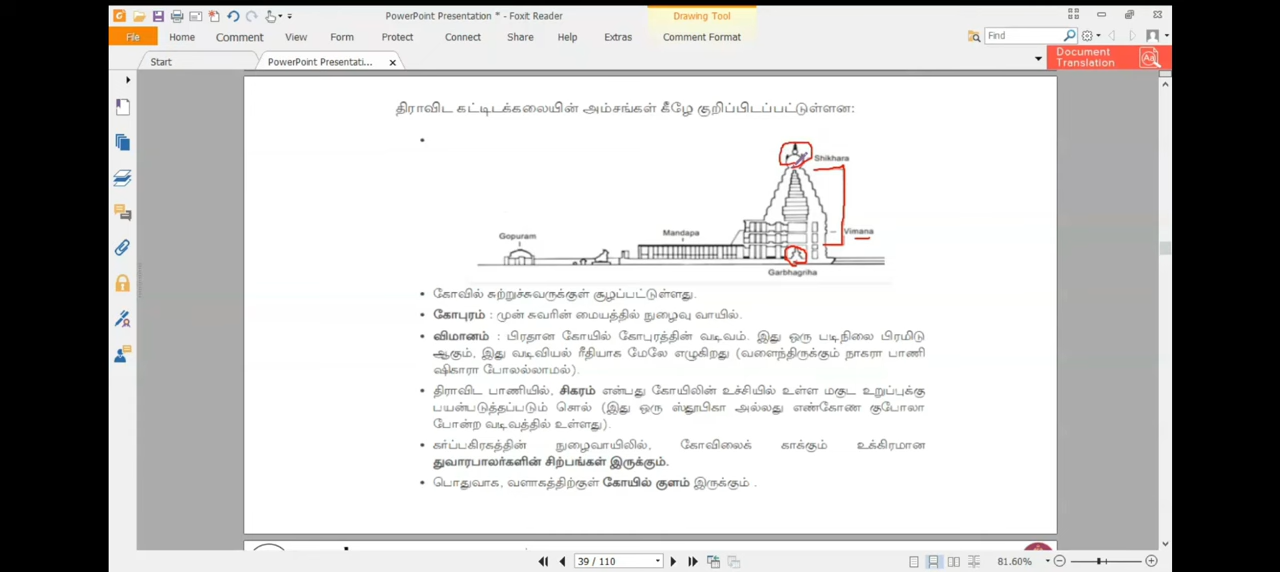 PowerPoint Presentation * - Foxit Reader
Drawing Tool
File Home Comment View Form Protect Connect Share Help Extras Comment Format
Find
Start
PowerPoint Presentati...
Document Translation
திராவிட கட்டிடக்கலையின் அம்சங்கள் கீழே குறிப்பிடப்பட்டுள்ளன:
Shikhara
Vimana
Mandapa
Gopuram
Garbhagriha
• கோவில் சுற்றுச்சுவருக்குள் சூழப்பட்டுள்ளது.
• கோபுரம் : முன் சுவரின் மையத்தில் நுழைவு வாயில்.
• விமானம் : பிரதான கோயில் கோபுரத்தின் வடிவம். இது ஒரு படிநிலை பிரமிடு
ஆகும், இது வடிவியல் ரீதியாக மேலே எழுகிறது (வளைந்திருக்கும் நாகரா பாணி
ஷிகாரா போலல்லாமல்).
• திராவிட பாணியில், சிகரம் என்பது கோயிலின் உச்சியில் உள்ள மகுட உறுப்புக்கு
பயன்படுத்தப்படும் சொல் (இது ஒரு ஸ்தூபிகா அல்லது எண்கோண குபோலா
போன்ற வடிவத்தில் உள்ளது).
• கர்ப்பகிரகத்தின் நுழைவாயிலில், கோவிலைக் காக்கும் உக்கிரமான
துவாரபாலர்களின் சிற்பங்கள் இருக்கும்.
• பொதுவாக, வளாகத்திற்குள் கோயில் குளம் இருக்கும் .
39 / 110
81.60%